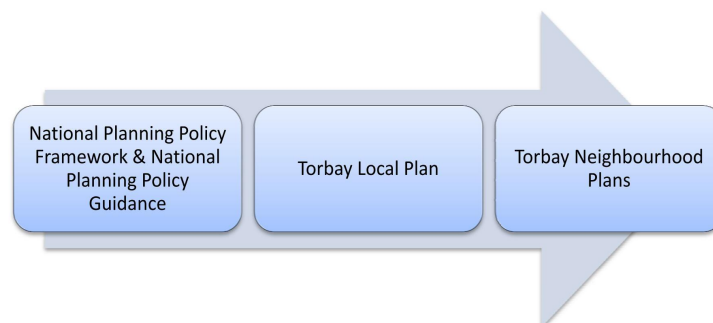 National Planning Policy
Framework & National
Planning Policy
Guidance
Torbay Local Plan
Torbay Neighbourhood
Plans